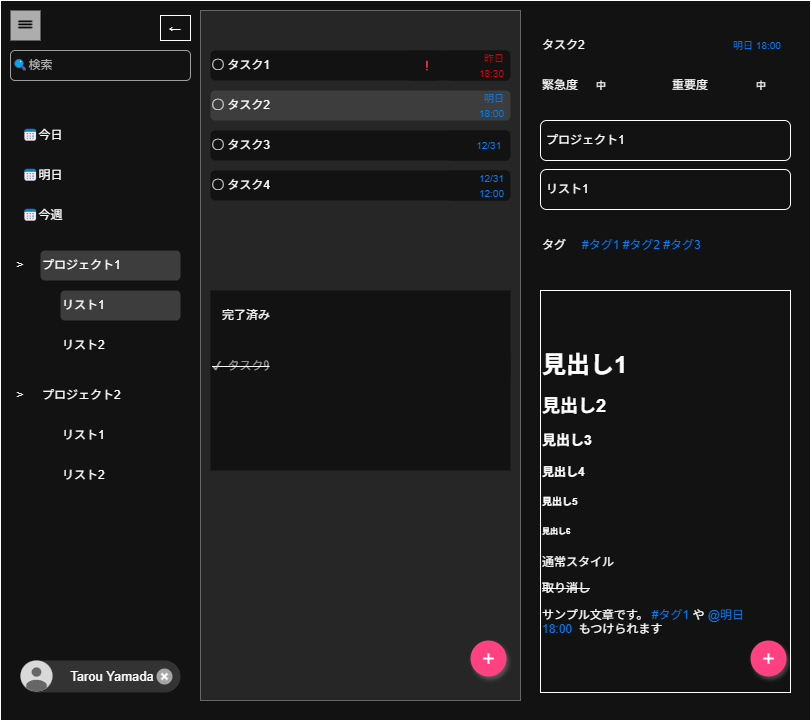 ←
検索
今日
明日
今週
> プロジェクト1
リスト1
リスト2
> プロジェクト2
リスト1
リスト2
Tarou Yamada
タスク1 ! 昨日
18:30
タスク2 明日
18:00
タスク3 12/31
タスク4 12/31
12:00
完了済み
✓ タスク9
+
タスク2 明日 18:00
緊急度 中 重要度 中
プロジェクト1
リスト1
タグ #タグ1 #タグ2 #タグ3
見出し1
見出し2
見出し3
見出し4
見出し5
見出し6
通常スタイル
取り消し
サンプル文章です。 #タグ1 や @明日
18:00 もつけられます
+